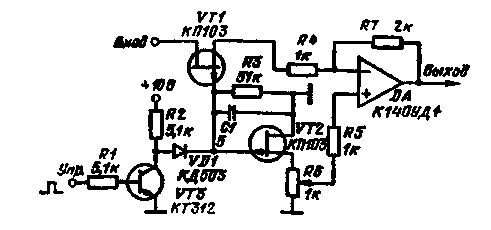 VT1
КП103
Вход
+10В
R3
51к
R4
1к
R7
2к
Выход
DA
К140УД1
R2
5,1к
C1
5
VT2
КП103
R5
1к
R6
1к
Упр.
R1
5,1к
VD1
КД503
VT3
КТ312